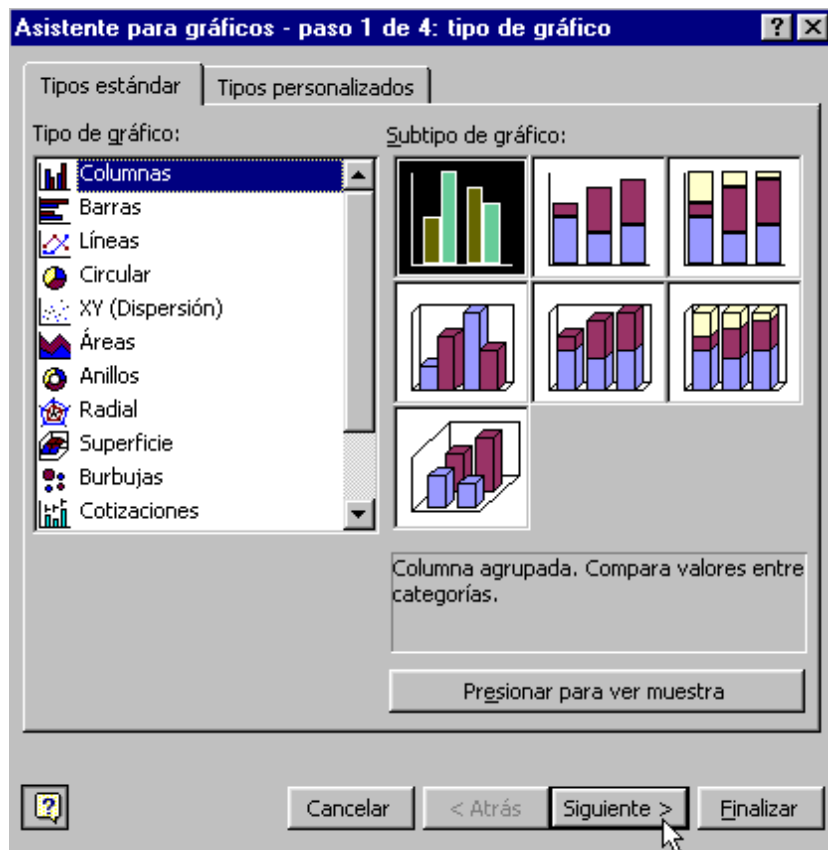 Asistente para gráficos - paso 1 de 4: tipo de gráfico
Tipos estándar
Tipos personalizados
Tipo de gráfico:
Columnas
Barras
Líneas
Circular
XY (Dispersión)
Áreas
Anillos
Radial
Superficie
Burbujas
Cotizaciones
Subtipo de gráfico:
Columna agrupada. Compara valores entre
categorías.
Presionar para ver muestra
Cancelar
< Atrás
Siguiente >
Finalizar